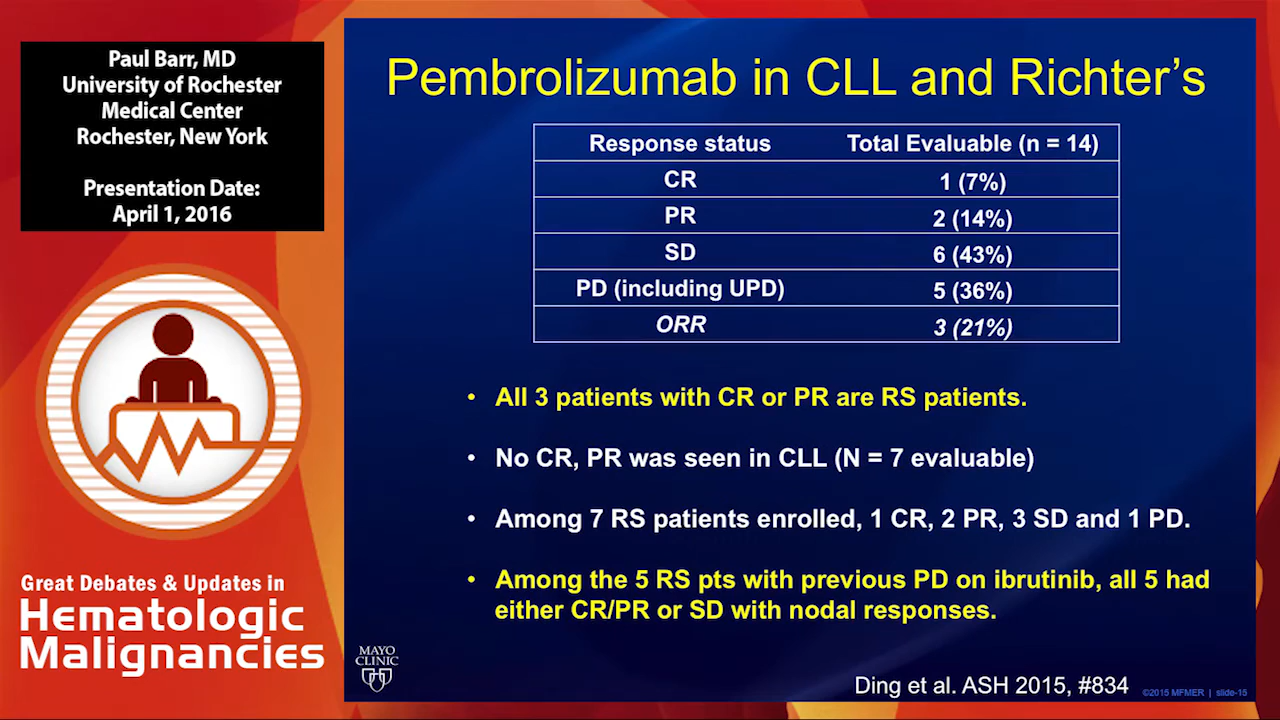 Paul Barr, MD
University of Rochester
Medical Center
Rochester, New York
Presentation Date:
April 1, 2016
Great Debates & Updates in
Hematologic
Malignancies
Pembrolizumab in CLL and Richter's
Response status Total Evaluable (n = 14)
CR 1 (7%)
PR 2 (14%)
SD 6 (43%)
PD (including UPD) 5 (36%)
ORR 3 (21%)
• All 3 patients with CR or PR are RS patients.
• No CR, PR was seen in CLL (N = 7 evaluable)
• Among 7 RS patients enrolled, 1 CR, 2 PR, 3 SD and 1 PD.
• Among the 5 RS pts with previous PD on ibrutinib, all 5 had
either CR/PR or SD with nodal responses.
MAYO
CLINIC
Ding et al. ASH 2015, #834
©2015 MFMER | slide-15